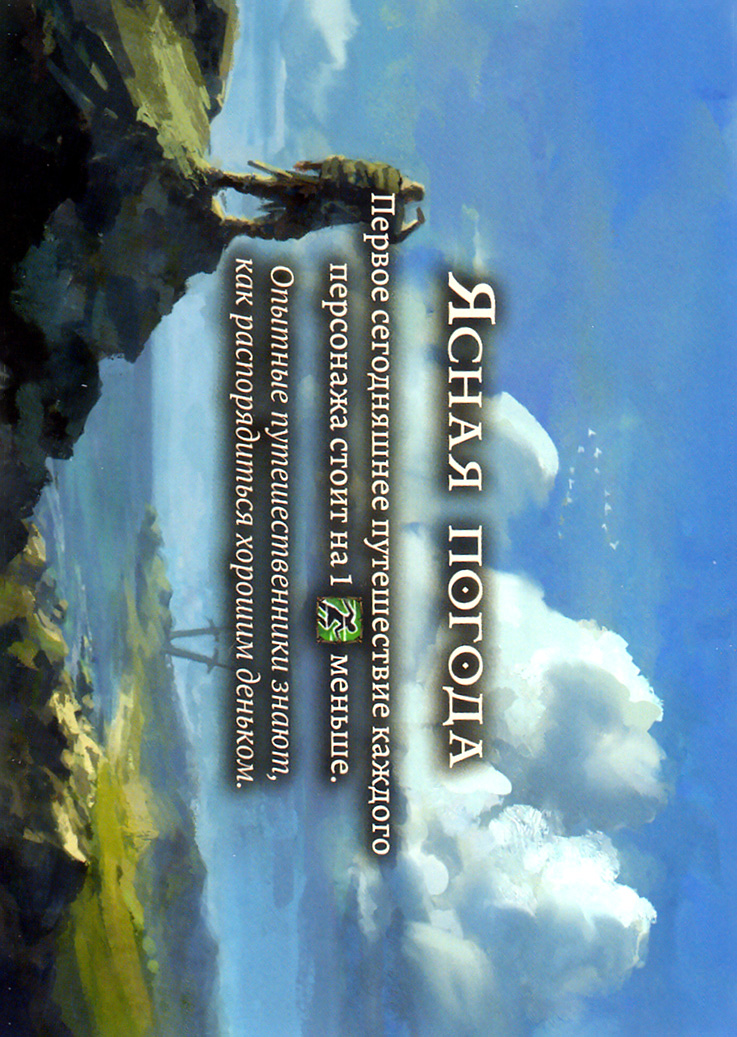 Ясная погода
Первое сегодняшнее путешествие каждого
персонажа стоит на 1 меньше.
Опытные путешественники знают,
как распорядиться хорошим деньком.